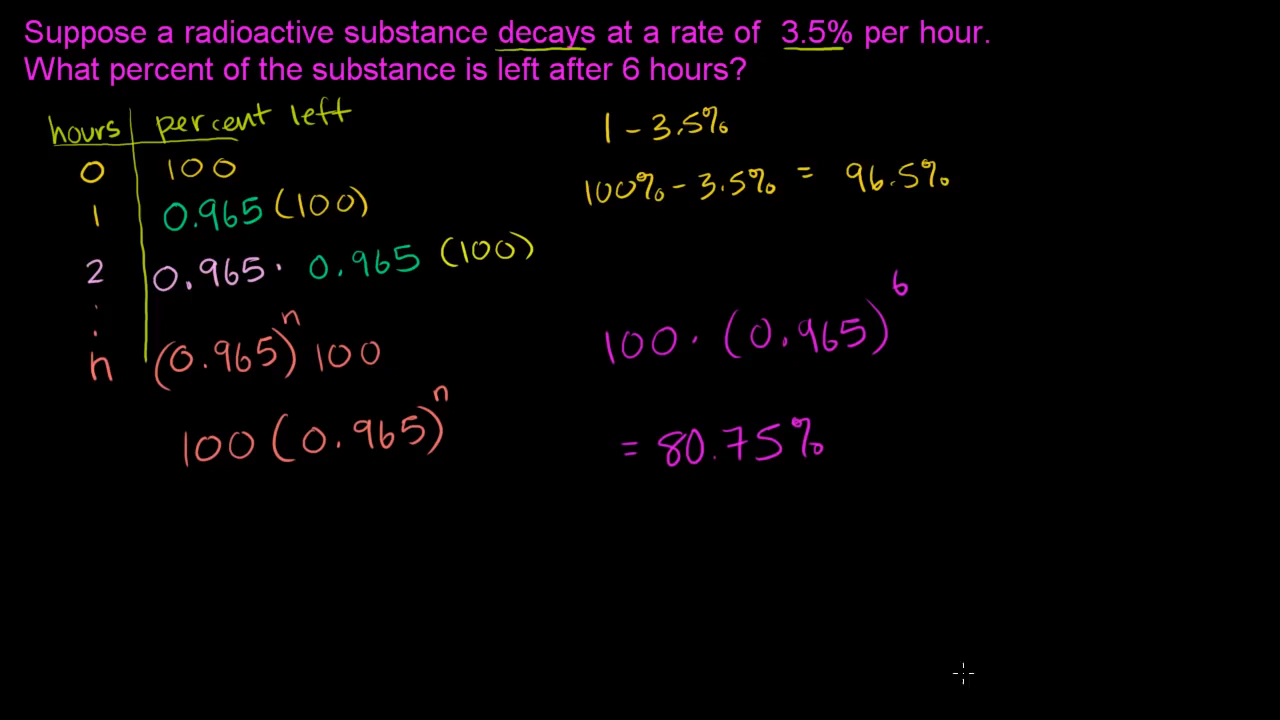 Suppose a radioactive substance decays at a rate of 3.5% per hour.
What percent of the substance is left after 6 hours?
hours percent left
0 100
1 0.965 (100)
2 0.965 · 0.965 (100)
.
.
n (0.965)^n 100
100 (0.965)^n
1 - 3.5%
100% - 3.5% = 96.5%
100 · (0.965)^6
= 80.75%